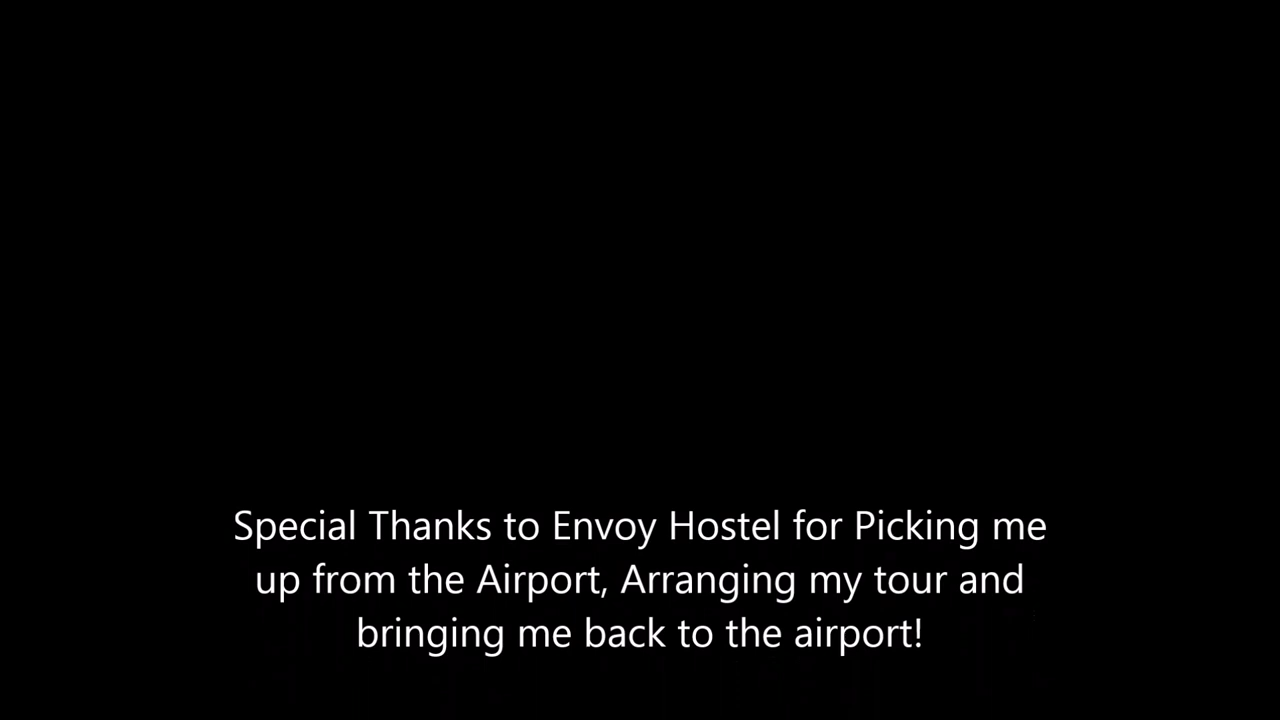 Special Thanks to Envoy Hostel for Picking me
up from the Airport, Arranging my tour and
bringing me back to the airport!